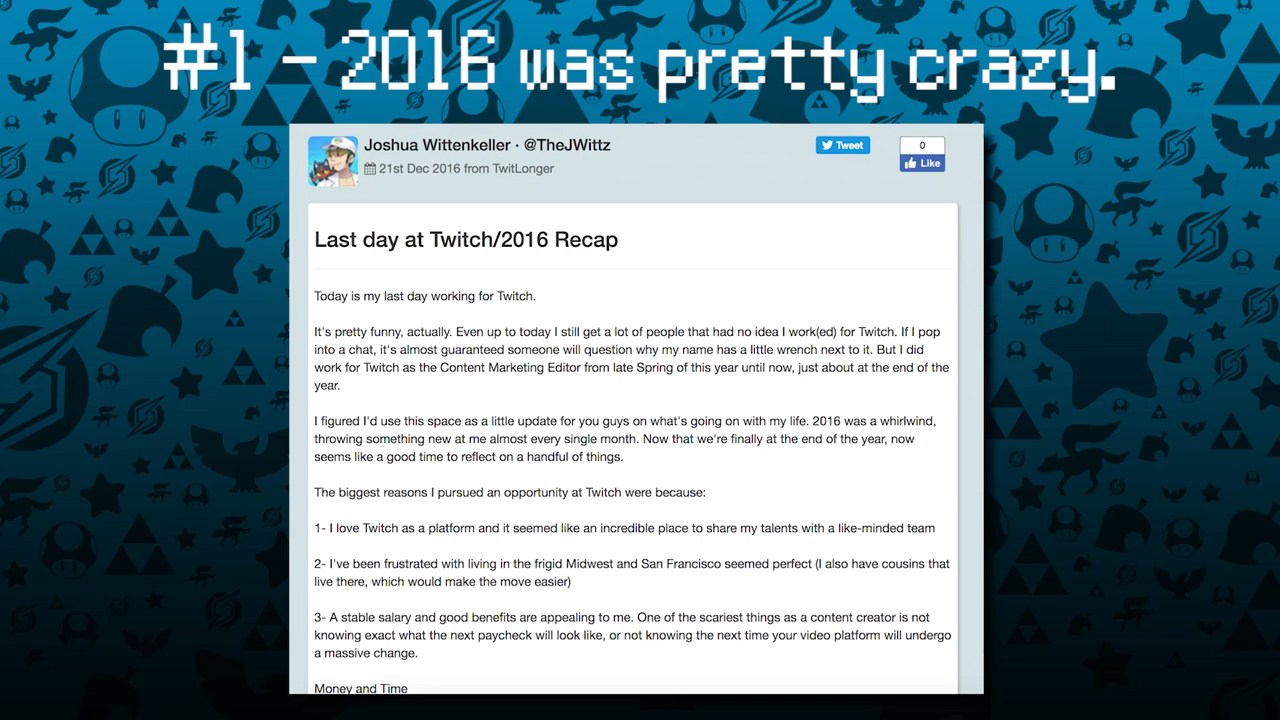 #1 - 2016 was pretty crazy.
Joshua Wittenkeller · @TheJWittz
21st Dec 2016 from TwitLonger
Tweet
0
Like
Last day at Twitch/2016 Recap
Today is my last day working for Twitch.
It's pretty funny, actually. Even up to today I still get a lot of people that had no idea I work(ed) for Twitch. If I pop
into a chat, it's almost guaranteed someone will question why my name has a little wrench next to it. But I did
work for Twitch as the Content Marketing Editor from late Spring of this year until now, just about at the end of the
year.
I figured I'd use this space as a little update for you guys on what's going on with my life. 2016 was a whirlwind,
throwing something new at me almost every single month. Now that we're finally at the end of the year, now
seems like a good time to reflect on a handful of things.
The biggest reasons I pursued an opportunity at Twitch were because:
1- I love Twitch as a platform and it seemed like an incredible place to share my talents with a like-minded team
2- I've been frustrated with living in the frigid Midwest and San Francisco seemed perfect (I also have cousins that
live there, which would make the move easier)
3- A stable salary and good benefits are appealing to me. One of the scariest things as a content creator is not
knowing exact what the next paycheck will look like, or not knowing the next time your video platform will undergo
a massive change.
Money and Time